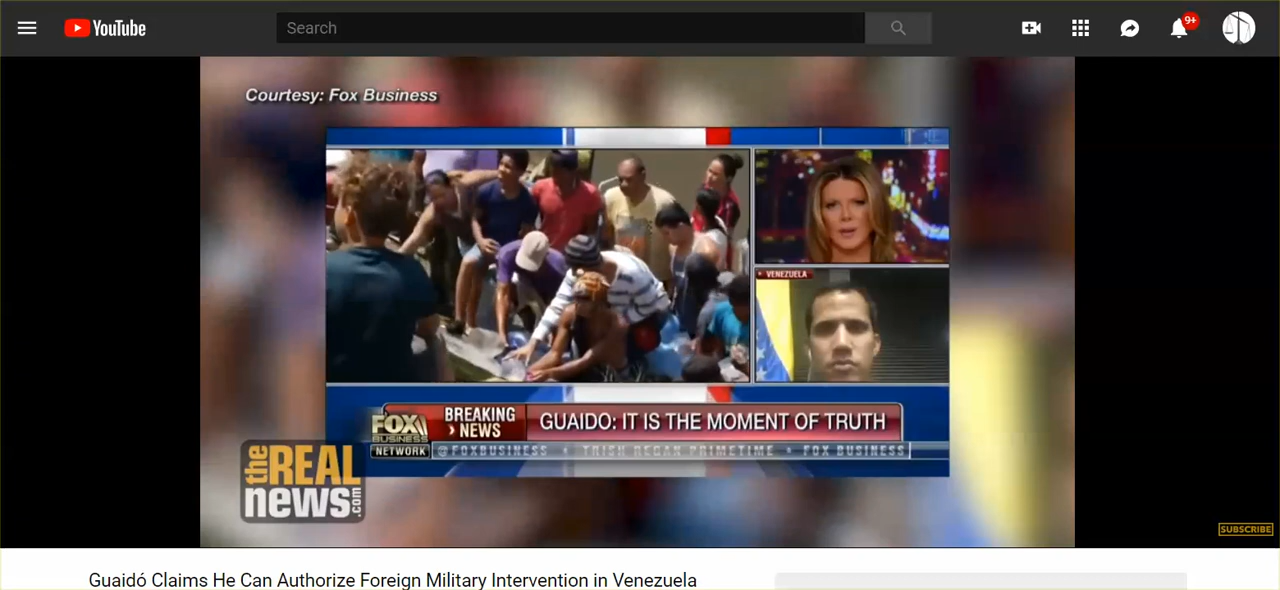 YouTube
Search
9+
Courtesy: Fox Business
VENEZUELA
FOX
BUSINESS
NETWORK
BREAKING
› NEWS
GUAIDO: IT IS THE MOMENT OF TRUTH
@FOXBUSINESS • TRISH REGAN PRIMETIME • FOX BUSINESS
the REAL
news.com
SUBSCRIBE
Guaidó Claims He Can Authorize Foreign Military Intervention in Venezuela